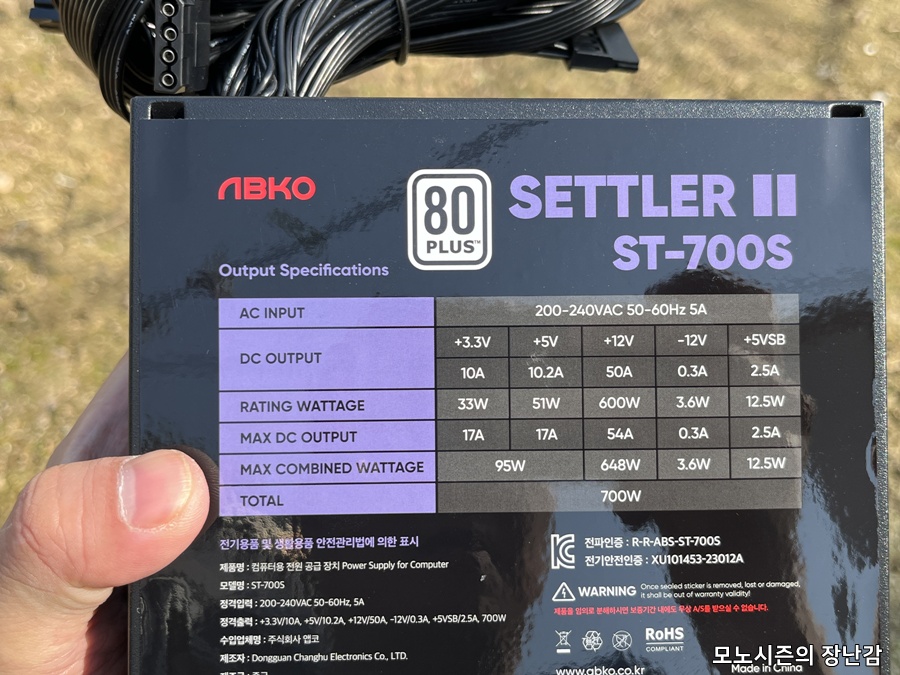 ABKO
80 PLUS™
SETTLER II
ST-700S
Output Specifications
AC INPUT 200-240VAC 50-60Hz 5A
DC OUTPUT +3.3V +5V +12V -12V +5VSB
10A 10.2A 50A 0.3A 2.5A
RATING WATTAGE 33W 51W 600W 3.6W 12.5W
MAX DC OUTPUT 17A 17A 54A 0.3A 2.5A
MAX COMBINED WATTAGE 95W 648W 3.6W 12.5W
TOTAL 700W
전기용품 및 생활용품 안전관리법에 의한 표시
제품명 : 컴퓨터용 전원 공급 장치 Power Supply for Computer
모델명 : ST-700S
정격입력 : 200-240VAC 50-60Hz, 5A
정격출력 : +3.3V/10A, +5V/10.2A, +12V/50A, -12V/0.3A, +5VSB/2.5A, 700W
수입업체명 : 주식회사 앱코
제조자 : Dongguan Changhu Electronics Co., LTD.
전파인증 : R-R-ABS-ST-700S
전기안전인증 : XU101453-23012A
WARNING Once sealed sticker is removed, lost or damaged,
it shall be out of warranty validity!
제품을 임의로 분해하시면 보증기간 내에도 무상 A/S를 받으실 수 없습니다.
RoHS
COMPLIANT
www.abko.co.kr
Made in China
모노시즌의 장난감